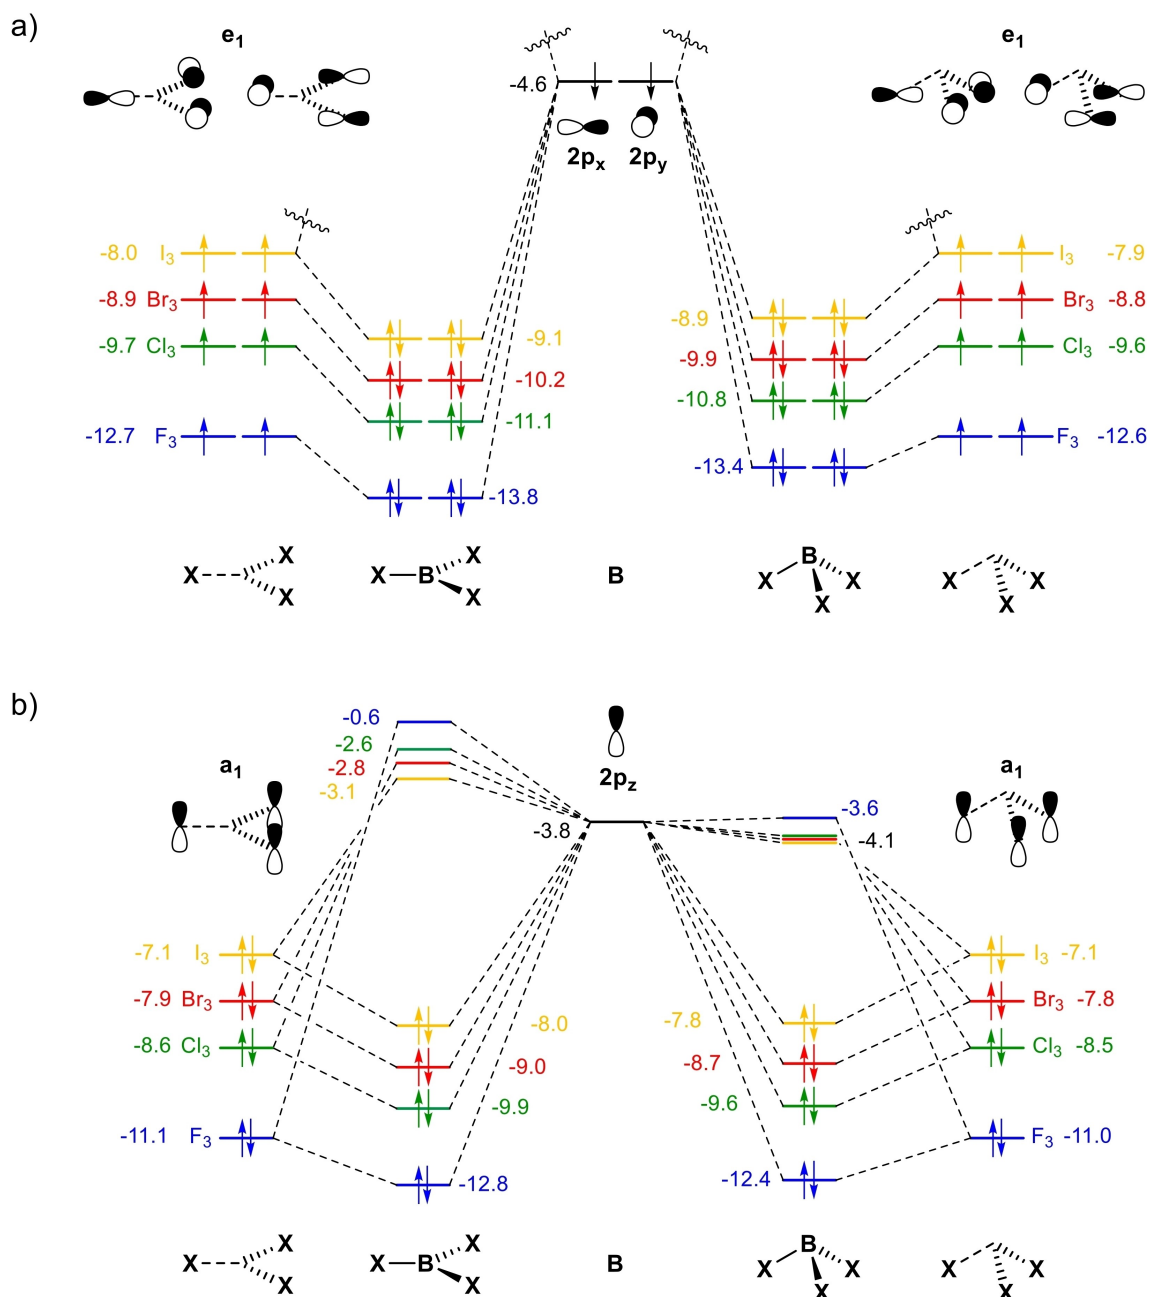 a)
e1
e1
-4.6
2px 2py
-8.0 I3
I3 -7.9
-8.9 Br3
Br3 -8.8
-9.7 Cl3
Cl3 -9.6
-12.7 F3
F3 -12.6
-9.1
-10.2
-11.1
-13.8
-8.9
-9.9
-10.8
-13.4
X X X
X B X X
B
B X X X
X X X
b)
-0.6
-2.6
-2.8
-3.1
2pz
a1
a1
-3.8
-3.6
-4.1
-7.1 I3
I3 -7.1
-7.9 Br3
Br3 -7.8
-8.6 Cl3
Cl3 -8.5
-11.1 F3
F3 -11.0
-8.0
-9.0
-9.9
-12.8
-7.8
-8.7
-9.6
-12.4
X X X
X B X X
B
B X X X
X X X